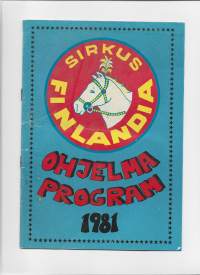 SIRKUS
FINLANDIA
OHJELMA
PROGRAM
1981